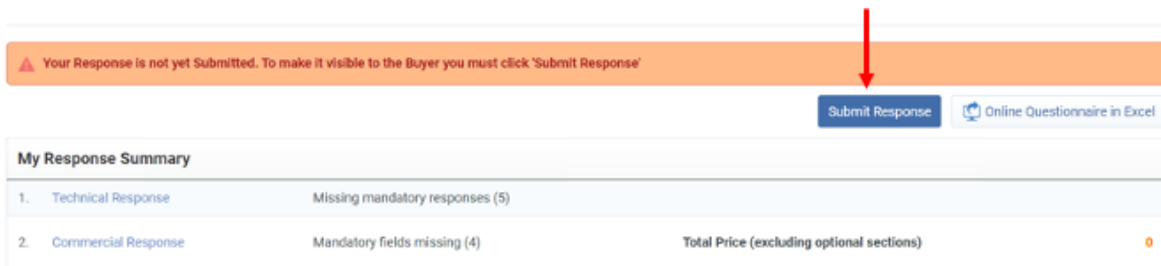 Your Response is not yet Submitted. To make it visible to the Buyer you must click 'Submit Response'
Submit Response Online Questionnaire in Excel
My Response Summary
1. Technical Response Missing mandatory responses (5)
2. Commercial Response Mandatory fields missing (4) Total Price (excluding optional sections) 0